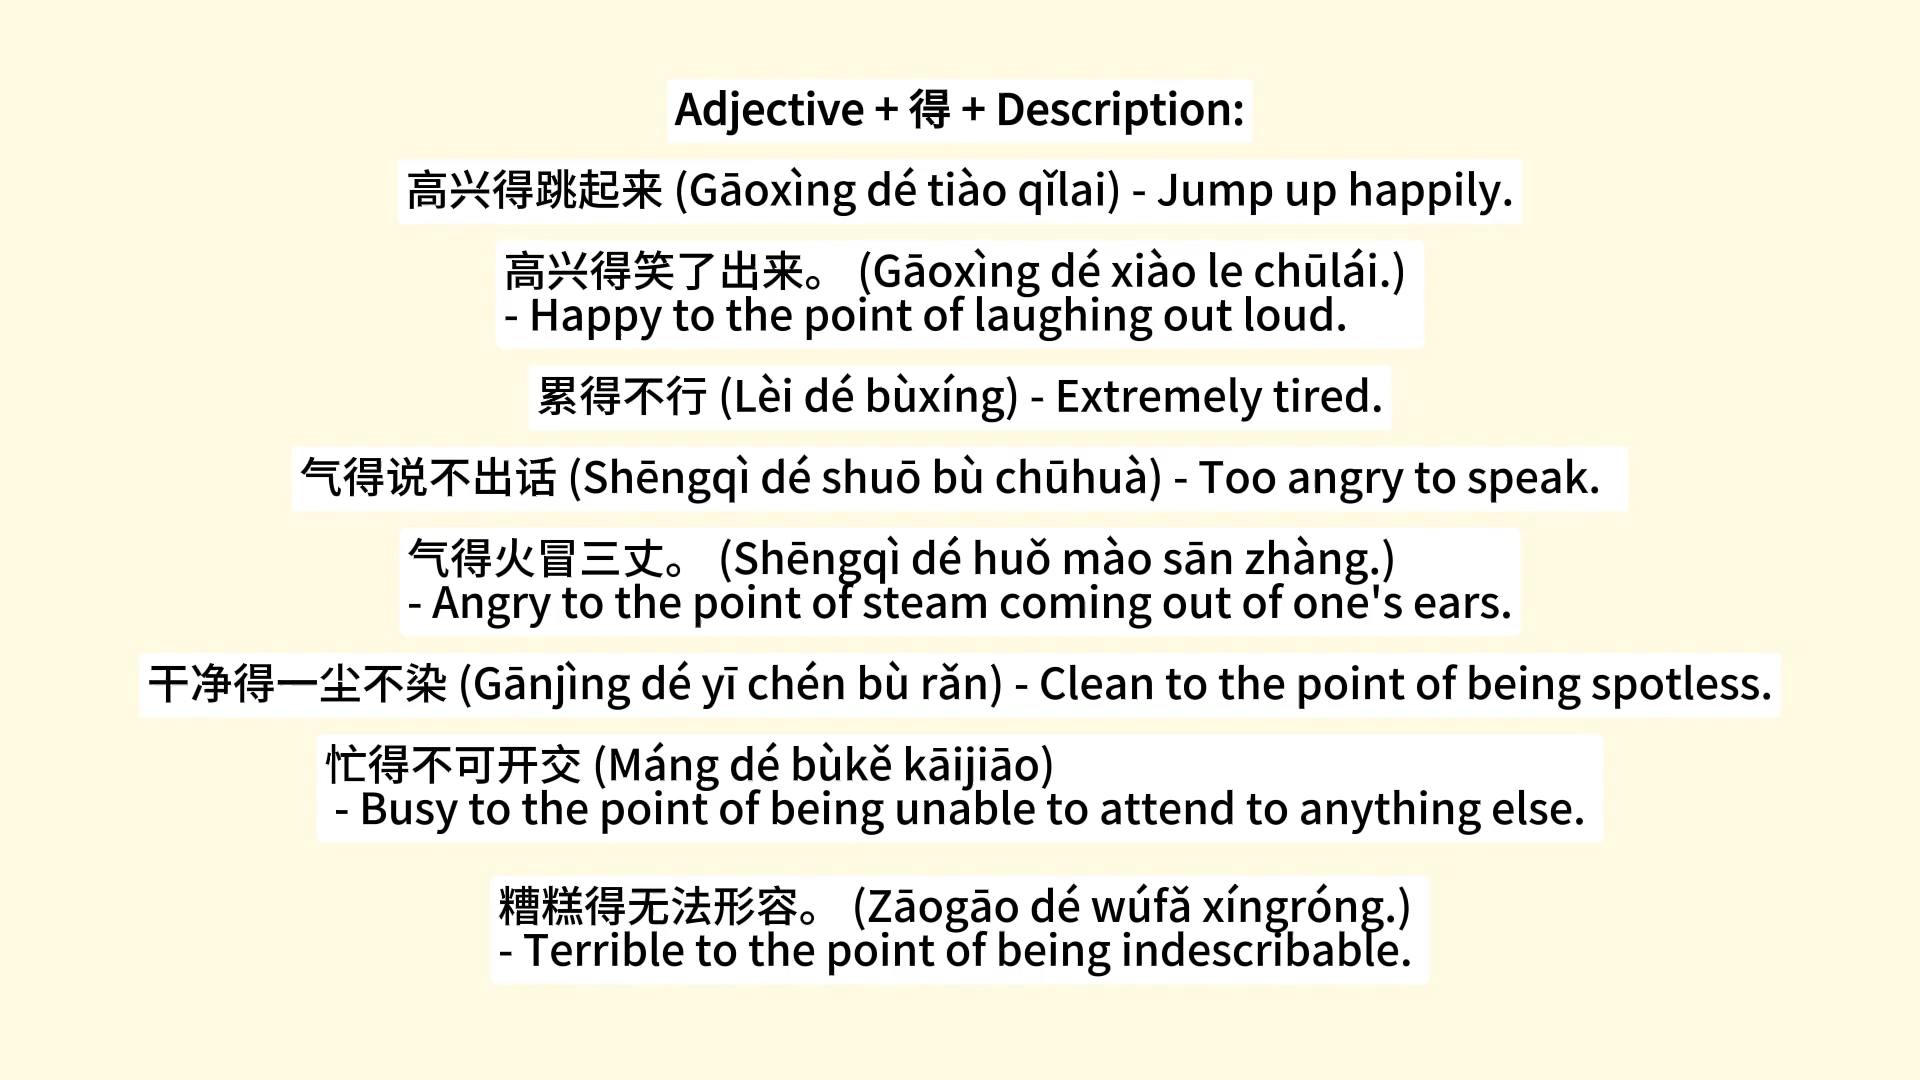 Adjective + 得 + Description:
高兴得跳起来 (Gāoxìng dé tiào qǐlai) - Jump up happily.
高兴得笑了出来。 (Gāoxìng dé xiào le chūlái.)
- Happy to the point of laughing out loud.
累得不行 (Lèi dé bùxíng) - Extremely tired.
气得说不出话 (Shēngqì dé shuō bù chūhuà) - Too angry to speak.
气得火冒三丈。 (Shēngqì dé huǒ mào sān zhàng.)
- Angry to the point of steam coming out of one's ears.
干净得一尘不染 (Gānjìng dé yī chén bù rǎn) - Clean to the point of being spotless.
忙得不可开交 (Máng dé bùkě kāijiāo)
- Busy to the point of being unable to attend to anything else.
糟糕得无法形容。 (Zāogāo dé wúfǎ xíngróng.)
- Terrible to the point of being indescribable.